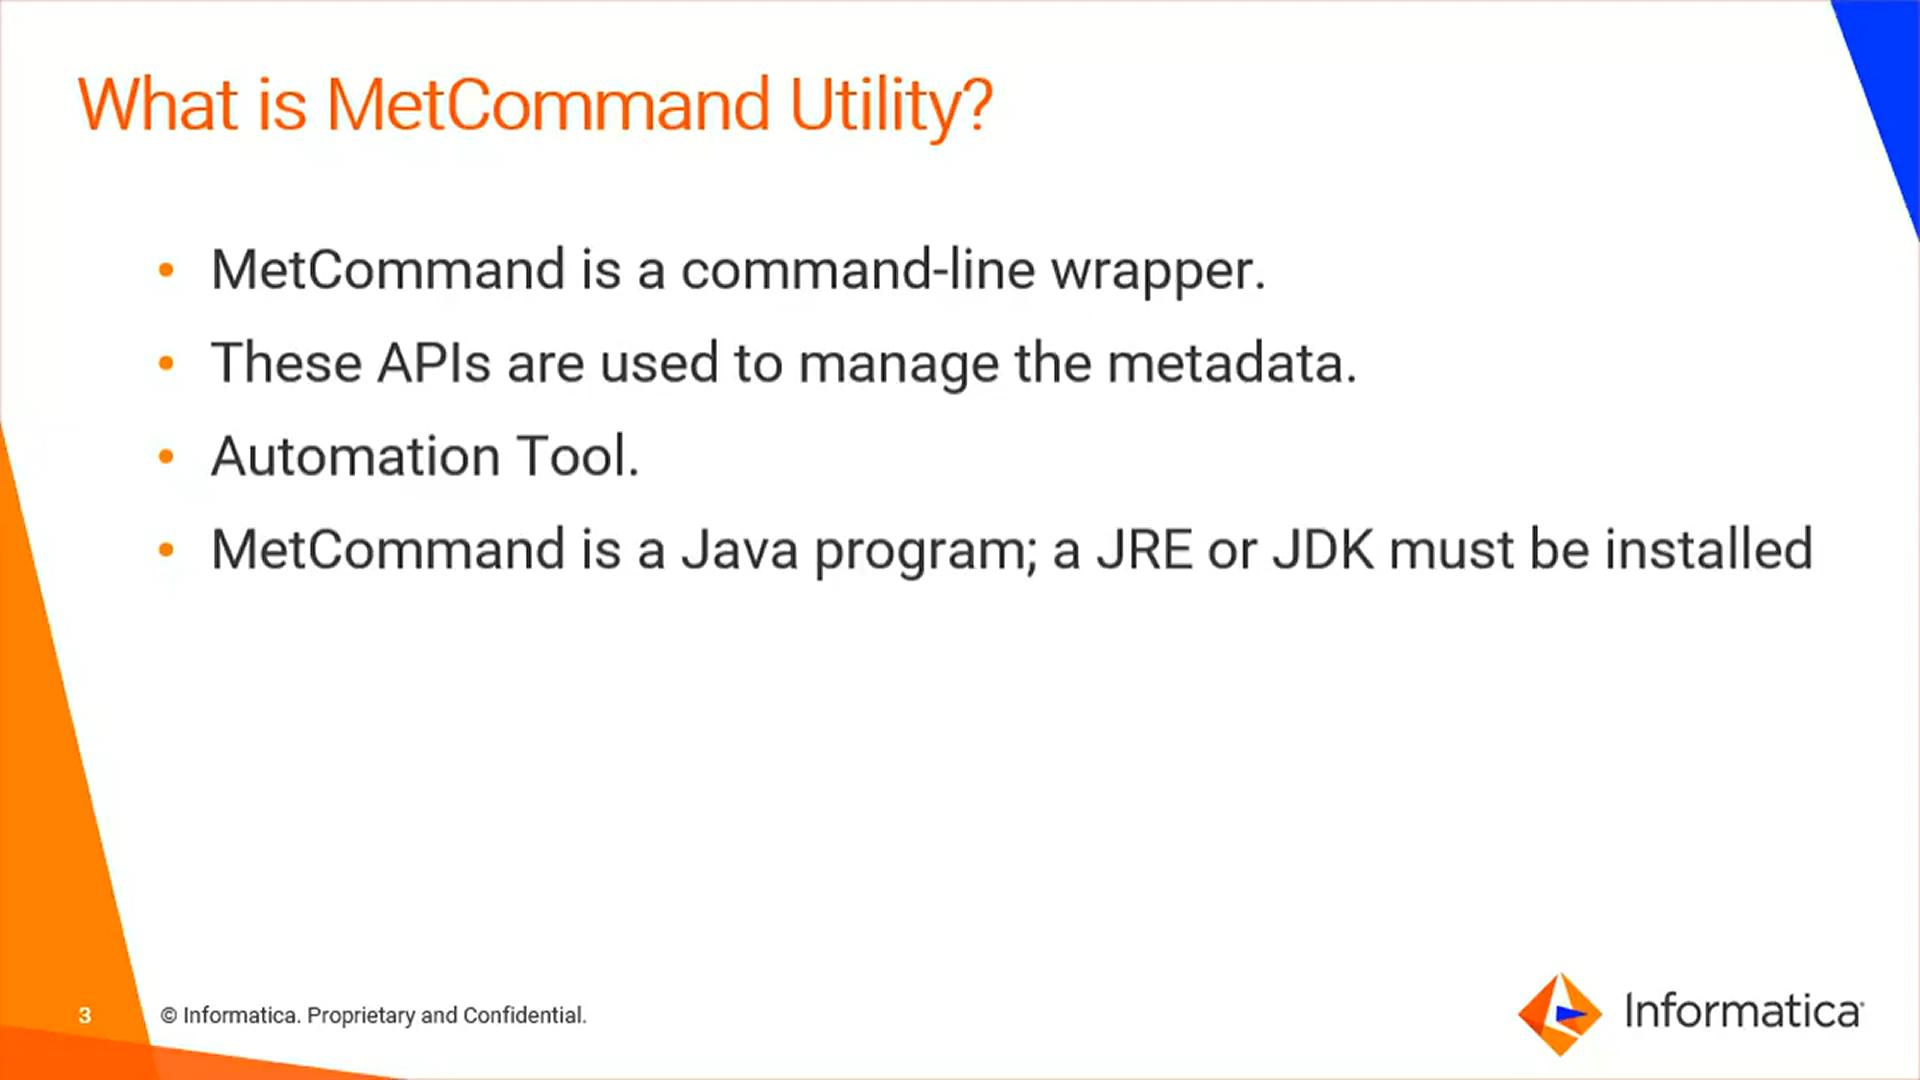 What is MetCommand Utility?
• MetCommand is a command-line wrapper.
• These APIs are used to manage the metadata.
• Automation Tool.
• MetCommand is a Java program; a JRE or JDK must be installed
3
© Informatica. Proprietary and Confidential.
Informatica